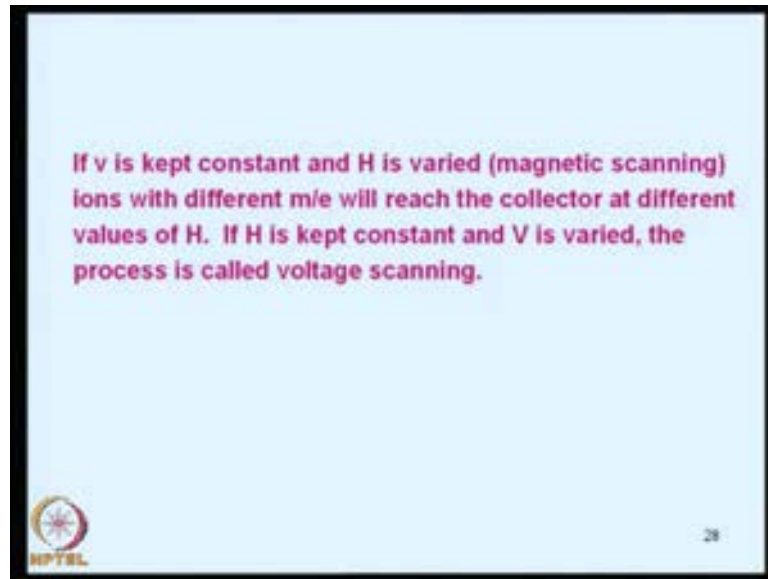 If v is kept constant and H is varied (magnetic scanning)
ions with different m/e will reach the collector at different
values of H. If H is kept constant and V is varied, the
process is called voltage scanning.
28
NPTEL